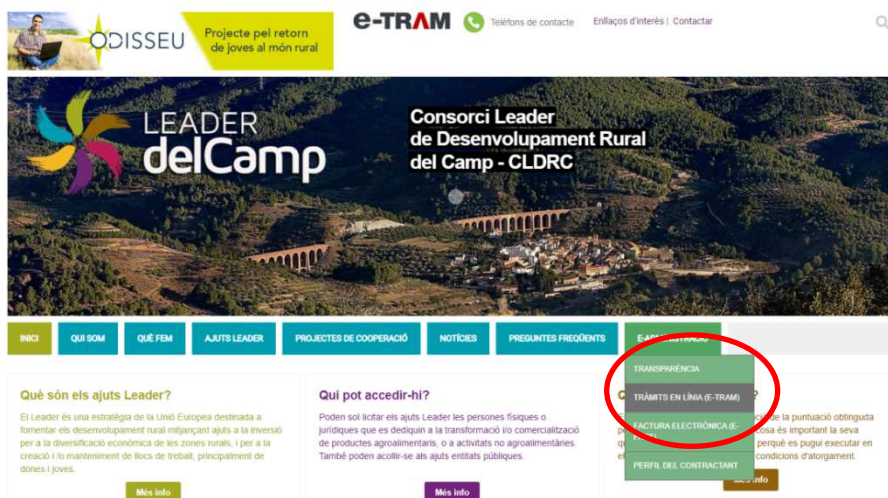 ODISSEU
Projecte pel retorn
de joves al món rural
e-TRAM
Telèfons de contacte
Enllaços d'interès | Contactar
LEADER
delCamp
Consorci Leader
de Desenvolupament Rural
del Camp - CLDRC
INICI
QUI SOM
QUÈ FEM
AJUTS LEADER
PROJECTES DE COOPERACIÓ
NOTÍCIES
PREGUNTES FREQÜENTS
E-ADMINISTRACIÓ
TRANSPARÈNCIA
TRÀMITS EN LÍNIA (E-TRAM)
FACTURA ELECTRÒNICA (E-
PERFIL DEL CONTRACTANT
Què són els ajuts Leader?
El Leader és una estratègia de la Unió Europea destinada a
fomentar els desenvolupament rural mitjançant ajuts a la inversió
per a la diversificació econòmica de les zones rurals, i per a la
creació i /o manteniment de llocs de treball, principalment de
dones i joves.
Més info
Qui pot accedir-hi?
Poden sol·licitar els ajuts Leader les persones físiques o
jurídiques que es dediquin a la transformació i/o comercialització
de productes agroalimentaris, o a activitats no agroalimentàries.
També poden acollir-se als ajuts entitats públiques.
Més info
?
de la puntuació obtinguda
cosa és important la seva
perquè es pugui executar en
condicions d'atorgament.
info